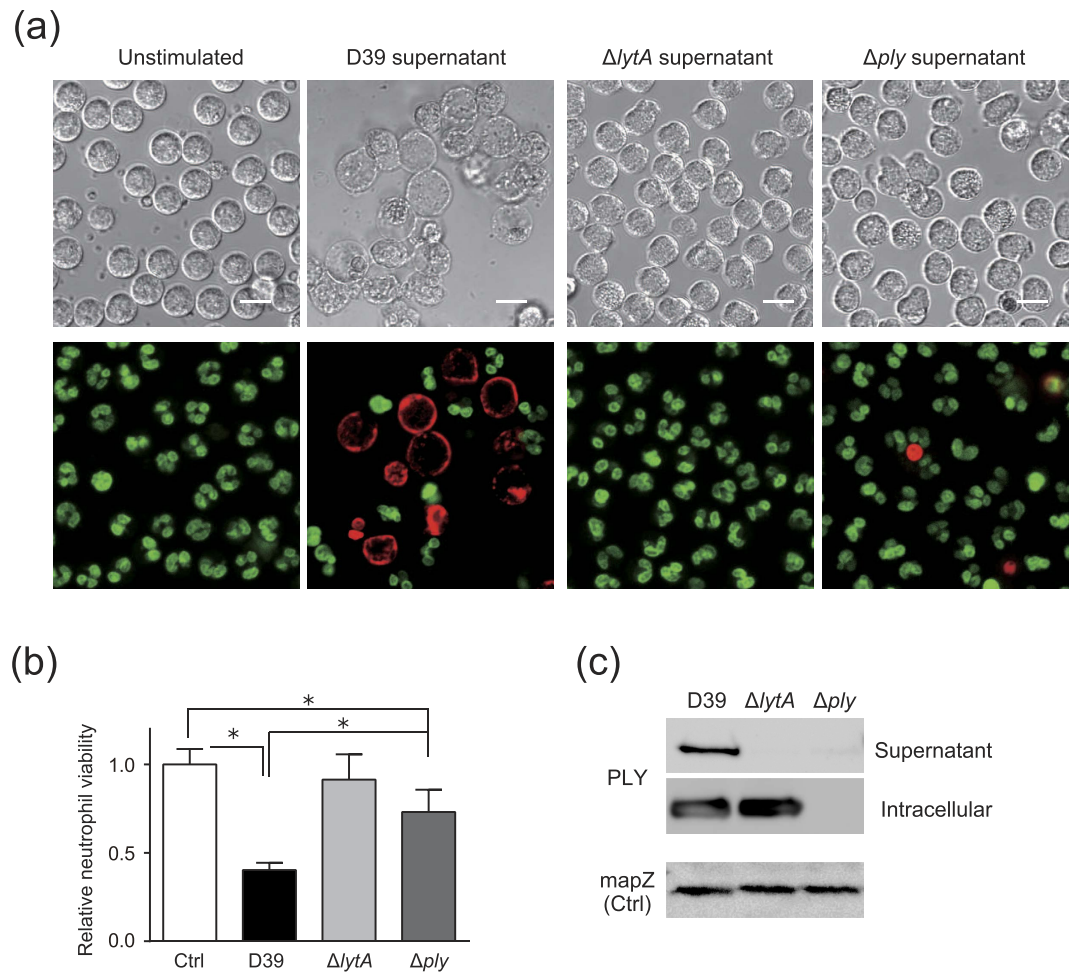 (a)
Unstimulated
D39 supernatant
ΔlytA supernatant
Δply supernatant
(b)
Relative neutrophil viability
1.0
0.5
0.0
*
*
*
Ctrl
D39
ΔlytA
Δply
(c)
D39
ΔlytA
Δply
PLY
Supernatant
Intracellular
mapZ
(Ctrl)